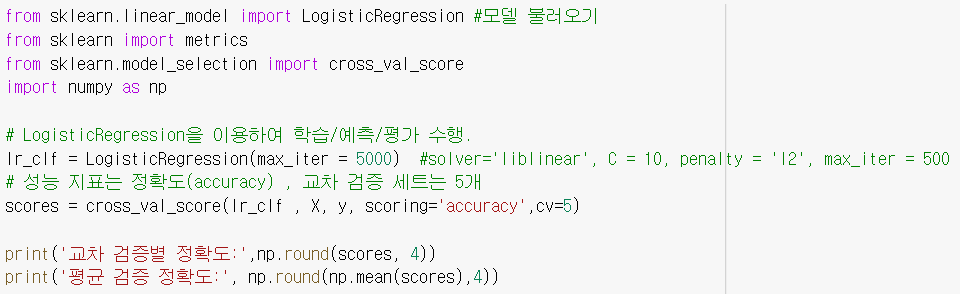 from sklearn.linear_model import LogisticRegression #모델 불러오기
from sklearn import metrics
from sklearn.model_selection import cross_val_score
import numpy as np
# LogisticRegression을 이용하여 학습/예측/평가 수행.
lr_clf = LogisticRegression(max_iter = 5000)  #solver='liblinear', C = 10, penalty = 'l2', max_iter = 500
# 성능 지표는 정확도(accuracy) , 교차 검증 세트는 5개
scores = cross_val_score(lr_clf , X, y, scoring='accuracy',cv=5)
print('교차 검증별 정확도:',np.round(scores, 4))
print('평균 검증 정확도:', np.round(np.mean(scores),4))